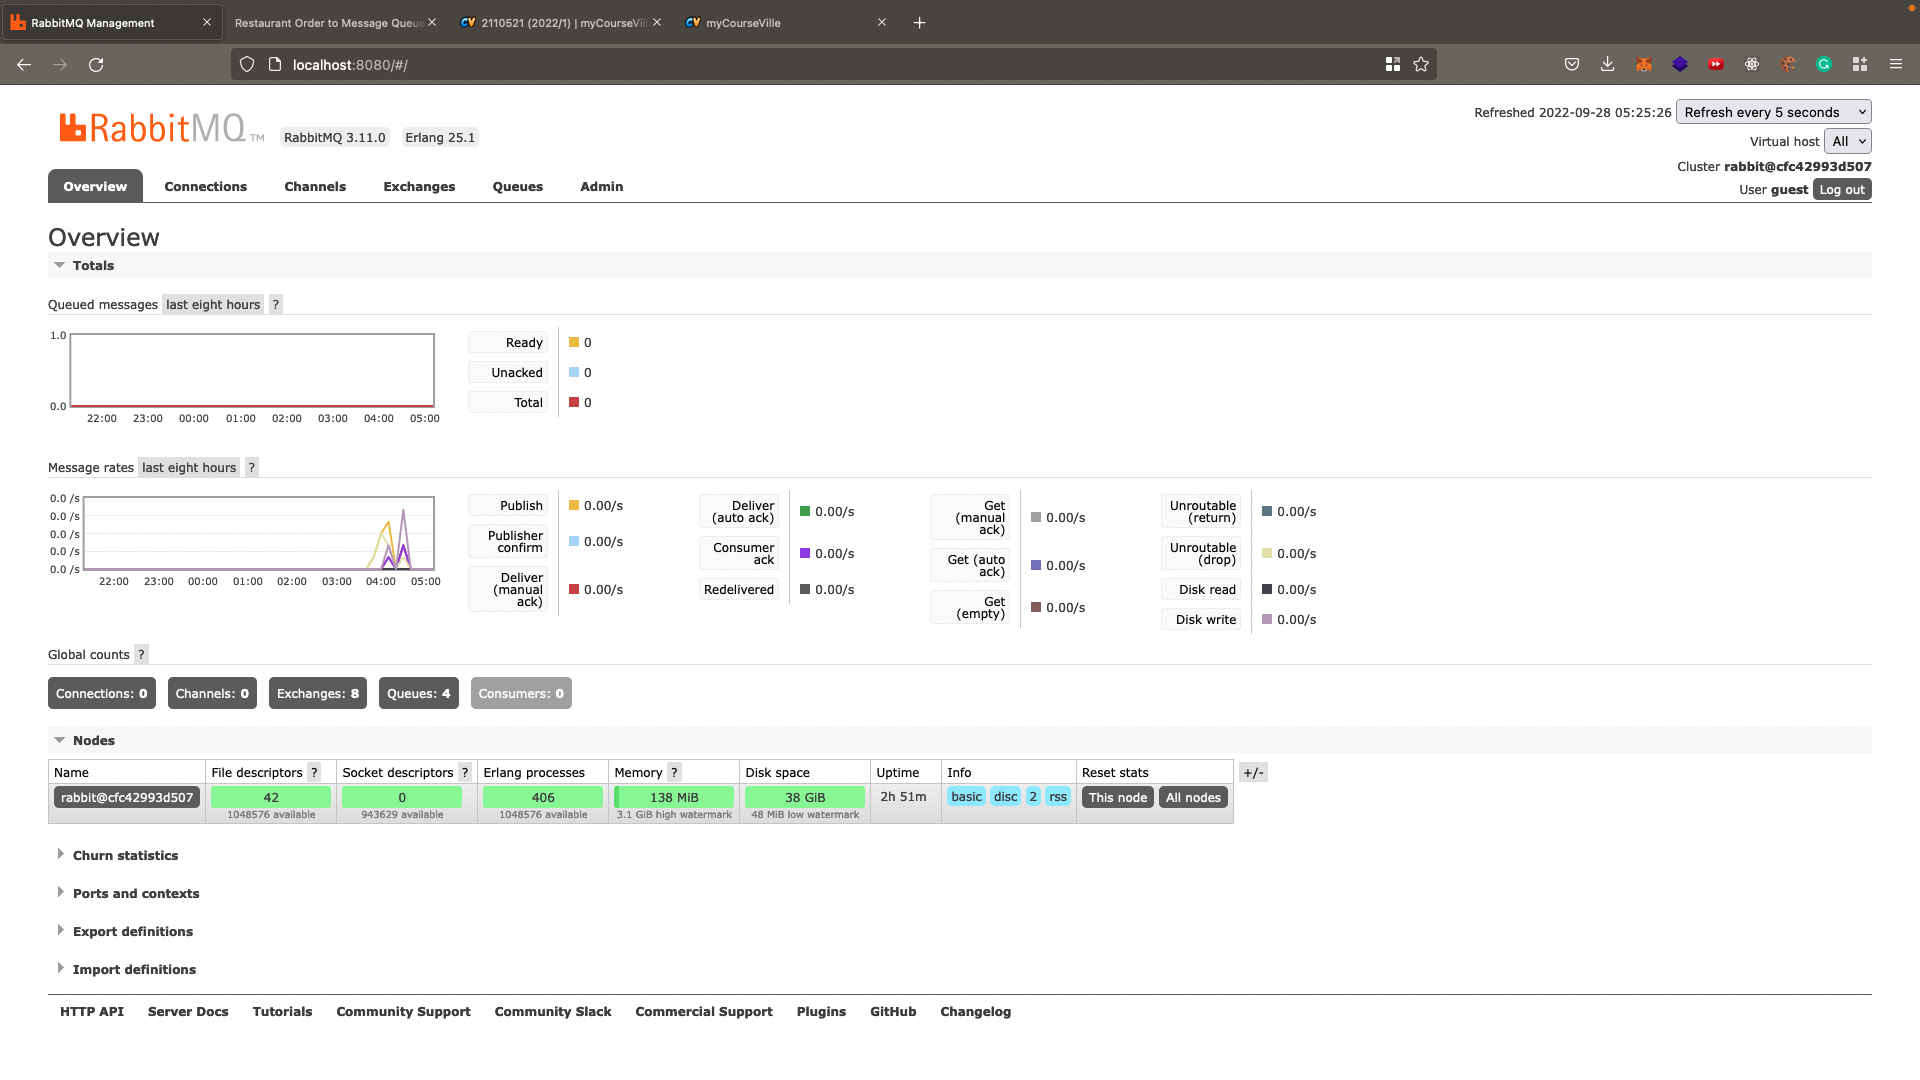 RabbitMQ Management
Restaurant Order to Message Queue
2110521 (2022/1) | myCourseVill
myCourseVille
localhost:8080/#/
RabbitMQ TM
RabbitMQ 3.11.0
Erlang 25.1
Refreshed 2022-09-28 05:25:26
Refresh every 5 seconds
Virtual host All
Cluster rabbit@cfc42993d507
User guest Log out
Overview Connections Channels Exchanges Queues Admin
Overview
Totals
Queued messages last eight hours ?
1.0
0.0
22:00 23:00 00:00 01:00 02:00 03:00 04:00 05:00
Ready 0
Unacked 0
Total 0
Message rates last eight hours ?
0.0 /s
0.0 /s
0.0 /s
0.0 /s
0.0 /s
22:00 23:00 00:00 01:00 02:00 03:00 04:00 05:00
Publish 0.00/s
Publisher
confirm 0.00/s
Deliver
(manual
ack) 0.00/s
Deliver
(auto ack) 0.00/s
Consumer
ack 0.00/s
Redelivered 0.00/s
Get
(manual
ack) 0.00/s
Get (auto
ack) 0.00/s
Get
(empty) 0.00/s
Unroutable
(return) 0.00/s
Unroutable
(drop) 0.00/s
Disk read 0.00/s
Disk write 0.00/s
Global counts ?
Connections: 0 Channels: 0 Exchanges: 8 Queues: 4 Consumers: 0
Nodes
Name File descriptors ? Socket descriptors ? Erlang processes Memory ? Disk space Uptime Info Reset stats +/-
rabbit@cfc42993d507 42 0 406 138 MiB 38 GiB 2h 51m basic disc 2 rss This node All nodes
1048576 available 943629 available 1048576 available 3.1 GiB high watermark 48 MiB low watermark
Churn statistics
Ports and contexts
Export definitions
Import definitions
HTTP API Server Docs Tutorials Community Support Community Slack Commercial Support Plugins GitHub Changelog